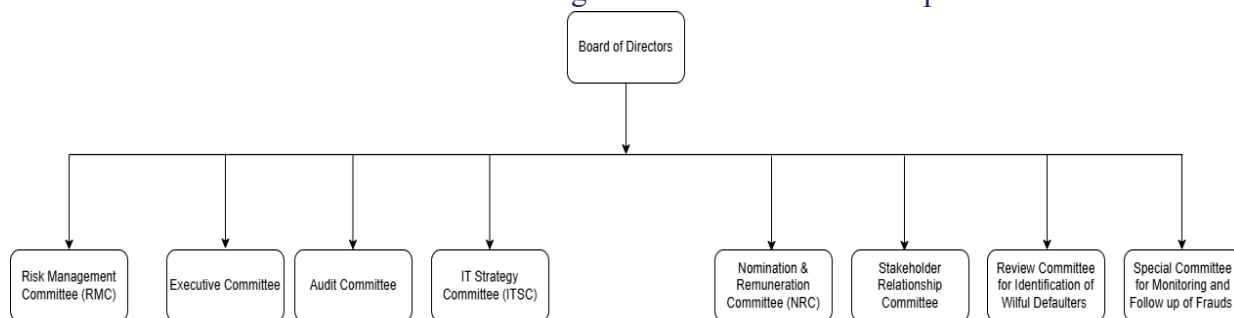 Board of Directors
Risk Management
Committee (RMC)
Executive Committee
Audit Committee
IT Strategy
Committee (ITSC)
Nomination &
Remuneration
Committee (NRC)
Stakeholder
Relationship
Committee
Review Committee
for Identification of
Wilful Defaulters
Special Committee
for Monitoring and
Follow up of Frauds